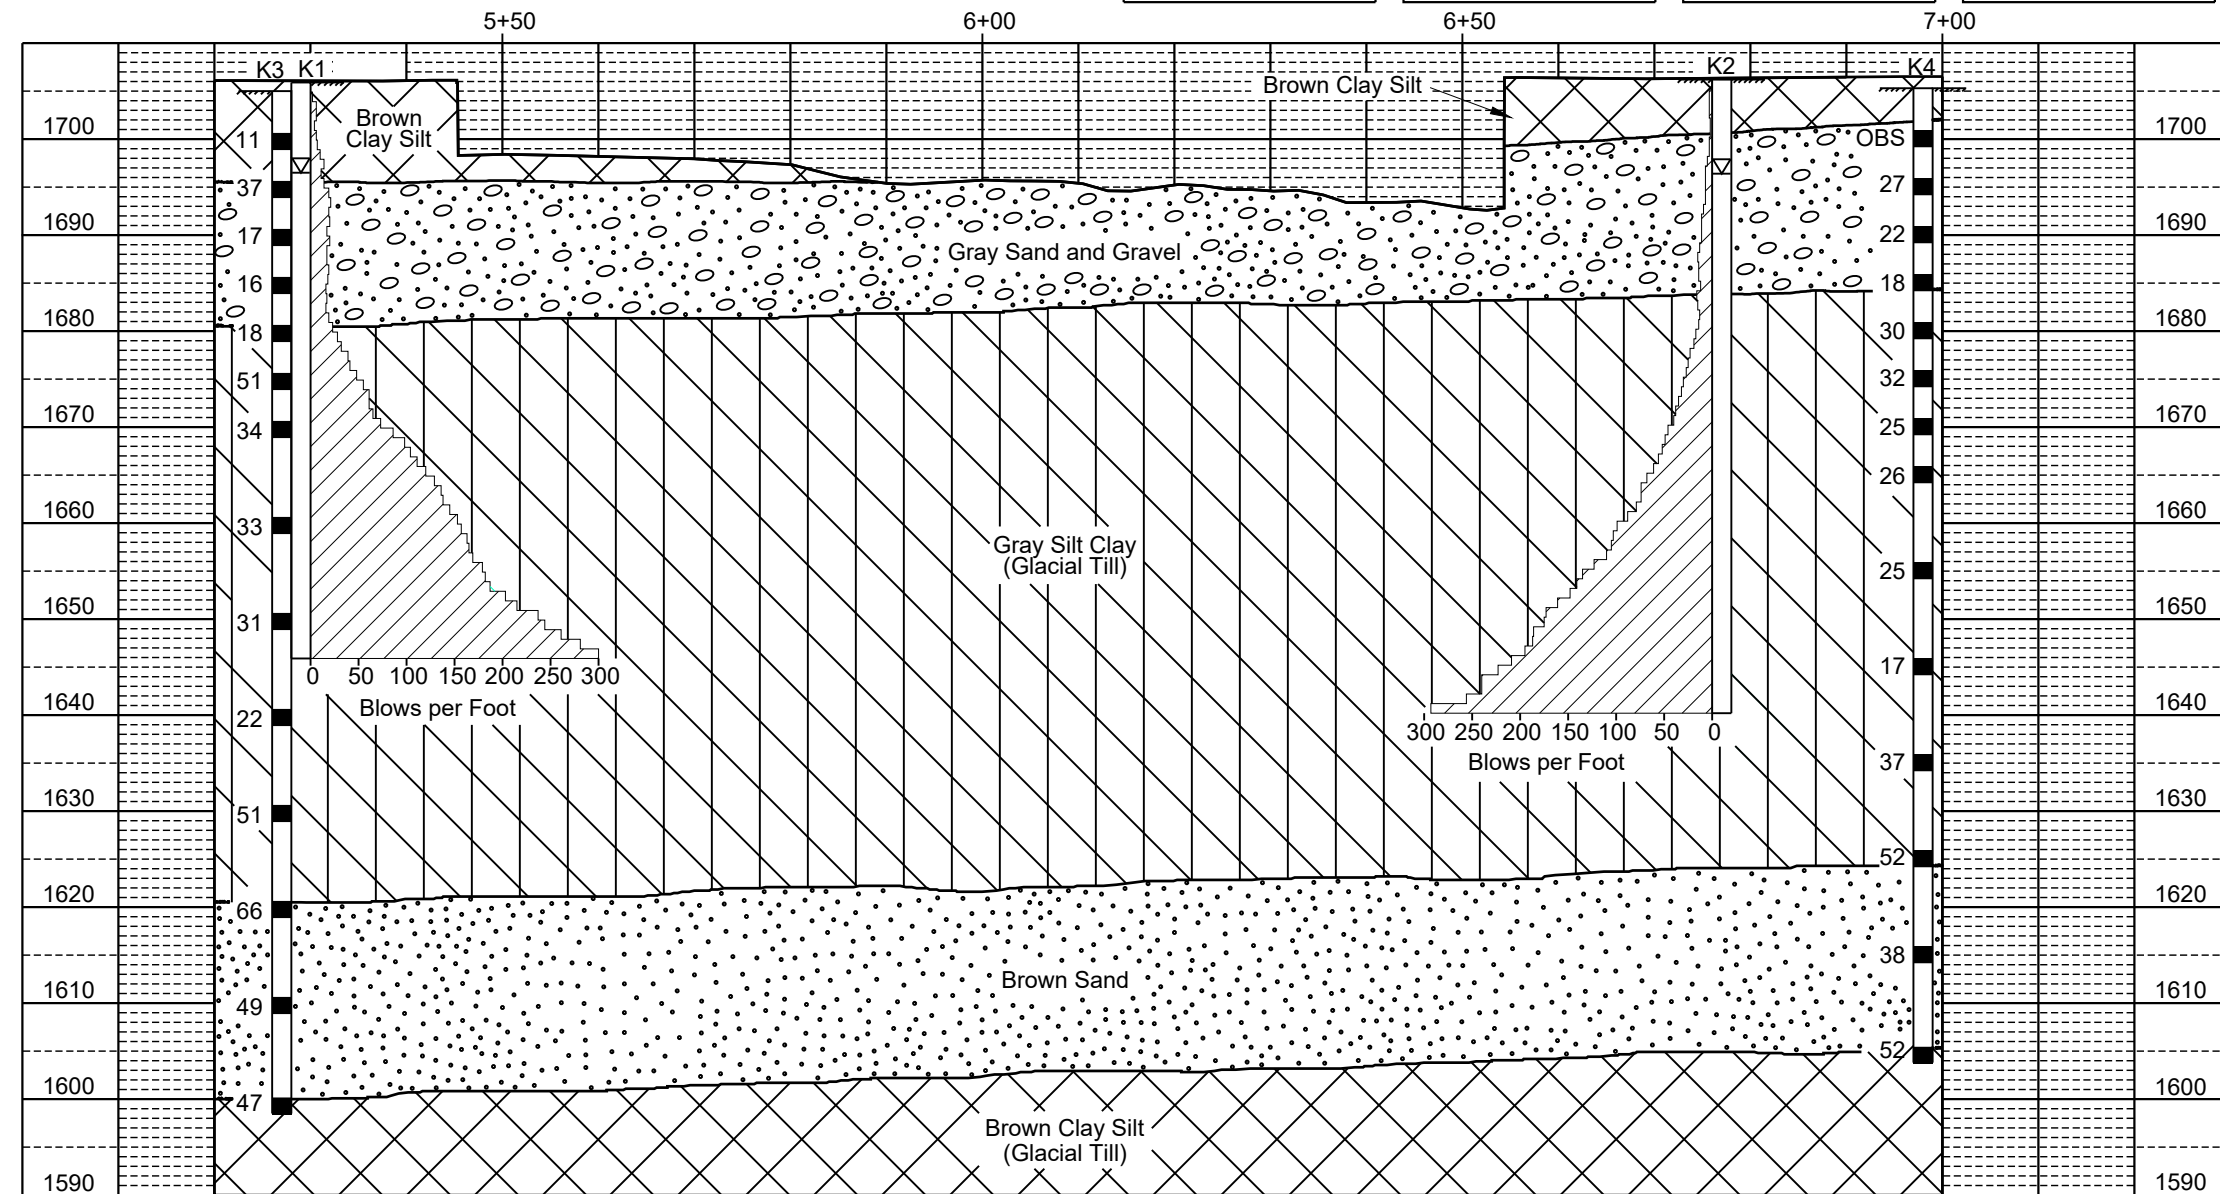 5+50 6+00 6+50 7+00
K3 K1 K2 K4
Brown Clay Silt
Brown
Clay Silt
1700 11 OBS 1700
37 27
1690 17 Gray Sand and Gravel 22 1690
16 18
1680 18 30 1680
51 32
1670 34 25 1670
26
1660 33 1660
Gray Silt Clay
(Glacial Till)
25
1650 31 1650
17
0 50 100 150 200 250 300
Blows per Foot
1640 22 1640
300 250 200 150 100 50 0
Blows per Foot
37
1630 51 1630
52
1620 66 1620
38
Brown Sand
1610 49 1610
52
1600 47 1600
Brown Clay Silt
(Glacial Till)
1590 1590